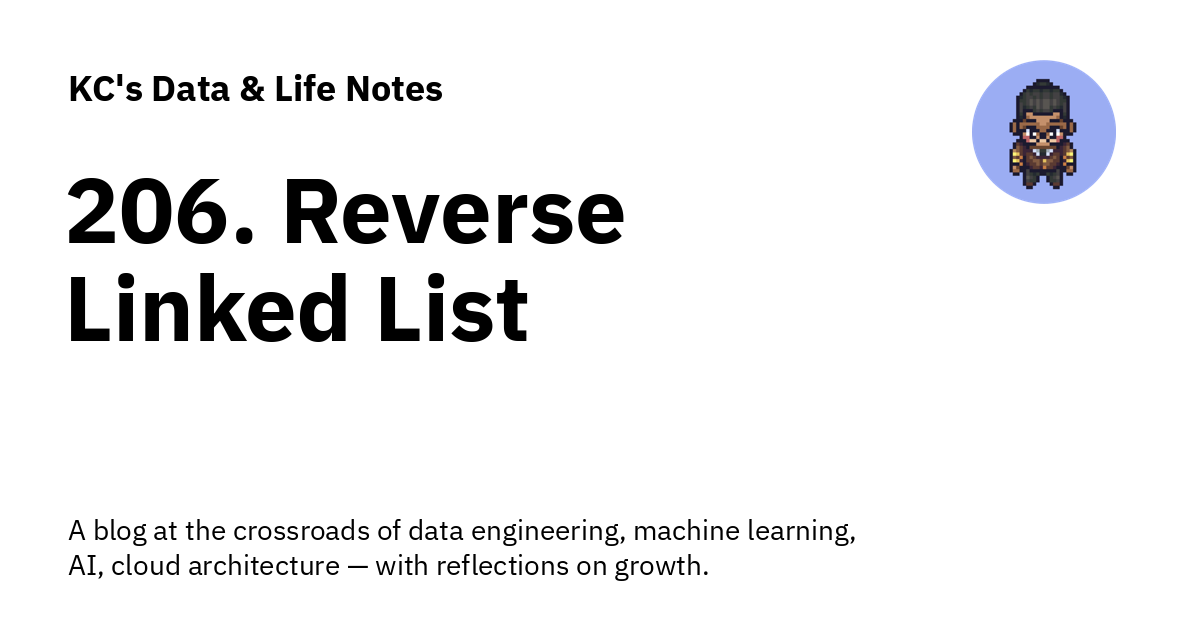 KC's Data & Life Notes
206. Reverse
Linked List
A blog at the crossroads of data engineering, machine learning,
AI, cloud architecture — with reflections on growth.